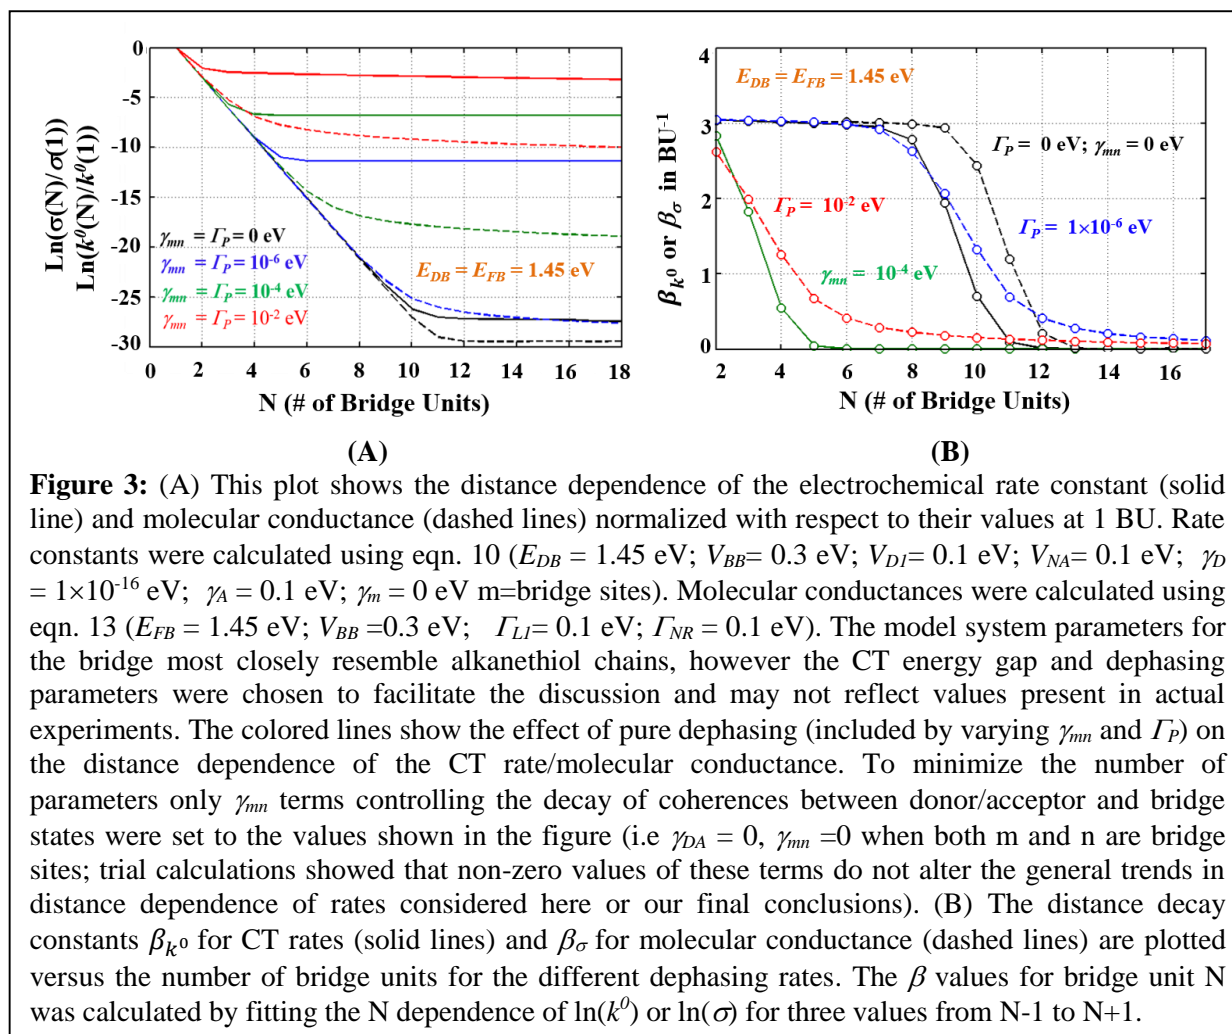 Ln(σ(N)/σ(1))
Ln(k⁰(N)/k⁰(1))
0
-5
-10
-15
-20
-25
-30
γmn = ΓP = 0 eV
γmn = ΓP = 10⁻⁶ eV
γmn = ΓP = 10⁻⁴ eV
γmn = ΓP = 10⁻² eV
EDB = EFB = 1.45 eV
0 2 4 6 8 10 12 14 16 18
N (# of Bridge Units)
(A)
βk⁰ or βσ in BU⁻¹
4
3
2
1
0
EDB = EFB = 1.45 eV
ΓP = 0 eV; γmn = 0 eV
ΓP = 10⁻² eV
ΓP = 1×10⁻⁶ eV
γmn = 10⁻⁴ eV
2 4 6 8 10 12 14 16
N (# of Bridge Units)
(B)
Figure 3: (A) This plot shows the distance dependence of the electrochemical rate constant (solid
line) and molecular conductance (dashed lines) normalized with respect to their values at 1 BU. Rate
constants were calculated using eqn. 10 (EDB = 1.45 eV; VBB= 0.3 eV; VD1= 0.1 eV; VNA= 0.1 eV; γD
= 1×10⁻¹⁶ eV; γA = 0.1 eV; γm = 0 eV m=bridge sites). Molecular conductances were calculated using
eqn. 13 (EFB = 1.45 eV; VBB =0.3 eV; ΓL1= 0.1 eV; ΓNR = 0.1 eV). The model system parameters for
the bridge most closely resemble alkanethiol chains, however the CT energy gap and dephasing
parameters were chosen to facilitate the discussion and may not reflect values present in actual
experiments. The colored lines show the effect of pure dephasing (included by varying γmn and ΓP) on
the distance dependence of the CT rate/molecular conductance. To minimize the number of
parameters only γmn terms controlling the decay of coherences between donor/acceptor and bridge
states were set to the values shown in the figure (i.e γDA = 0, γmn =0 when both m and n are bridge
sites; trial calculations showed that non-zero values of these terms do not alter the general trends in
distance dependence of rates considered here or our final conclusions). (B) The distance decay
constants βk⁰ for CT rates (solid lines) and βσ for molecular conductance (dashed lines) are plotted
versus the number of bridge units for the different dephasing rates. The β values for bridge unit N
was calculated by fitting the N dependence of ln(k⁰) or ln(σ) for three values from N-1 to N+1.